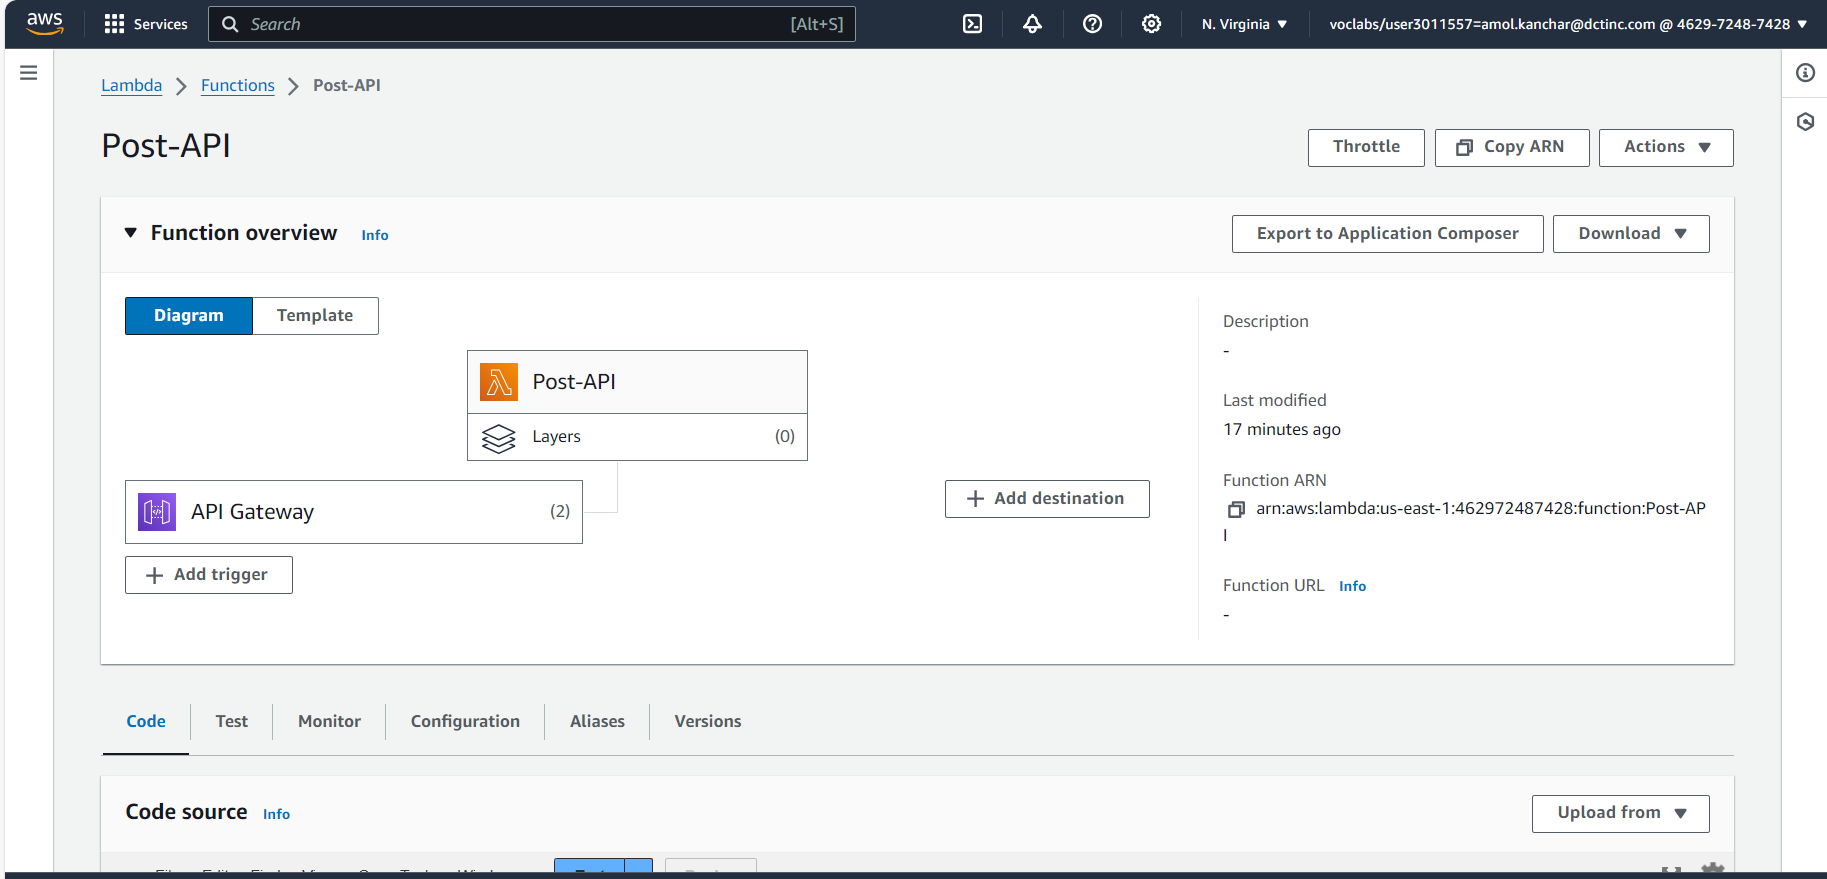 aws Services Search [Alt+S] N. Virginia ▼ voclabs/user3011557=amol.kanchar@dctinc.com @ 4629-7248-7428 ▼
Lambda > Functions > Post-API
Post-API
Throttle Copy ARN Actions ▼
▼ Function overview Info
Export to Application Composer Download ▼
Diagram Template
Post-API
Layers (0)
API Gateway (2)
+ Add trigger
+ Add destination
Description
-
Last modified
17 minutes ago
Function ARN
arn:aws:lambda:us-east-1:462972487428:function:Post-AP
I
Function URL Info
-
Code Test Monitor Configuration Aliases Versions
Code source Info
Upload from ▼